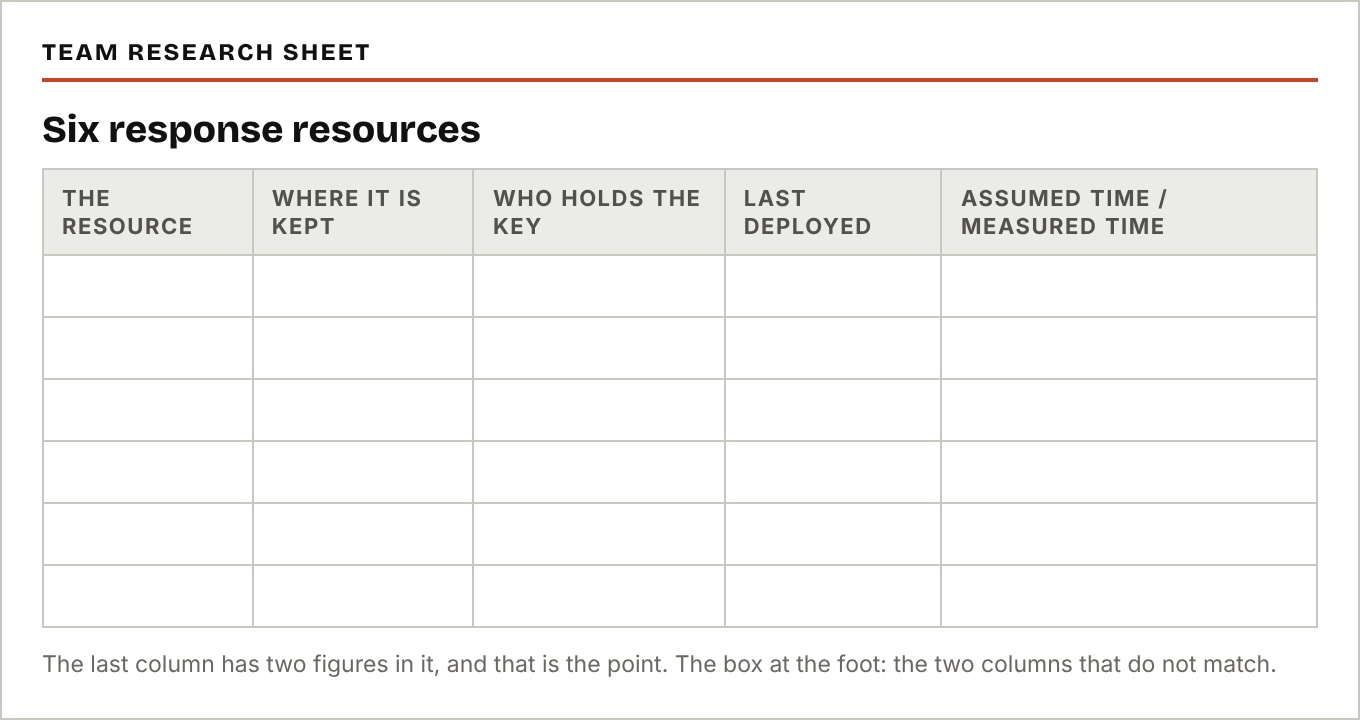 TEAM RESEARCH SHEET
Six response resources
THE RESOURCE
WHERE IT IS KEPT
WHO HOLDS THE KEY
LAST DEPLOYED
ASSUMED TIME / MEASURED TIME
The last column has two figures in it, and that is the point. The box at the foot: the two columns that do not match.